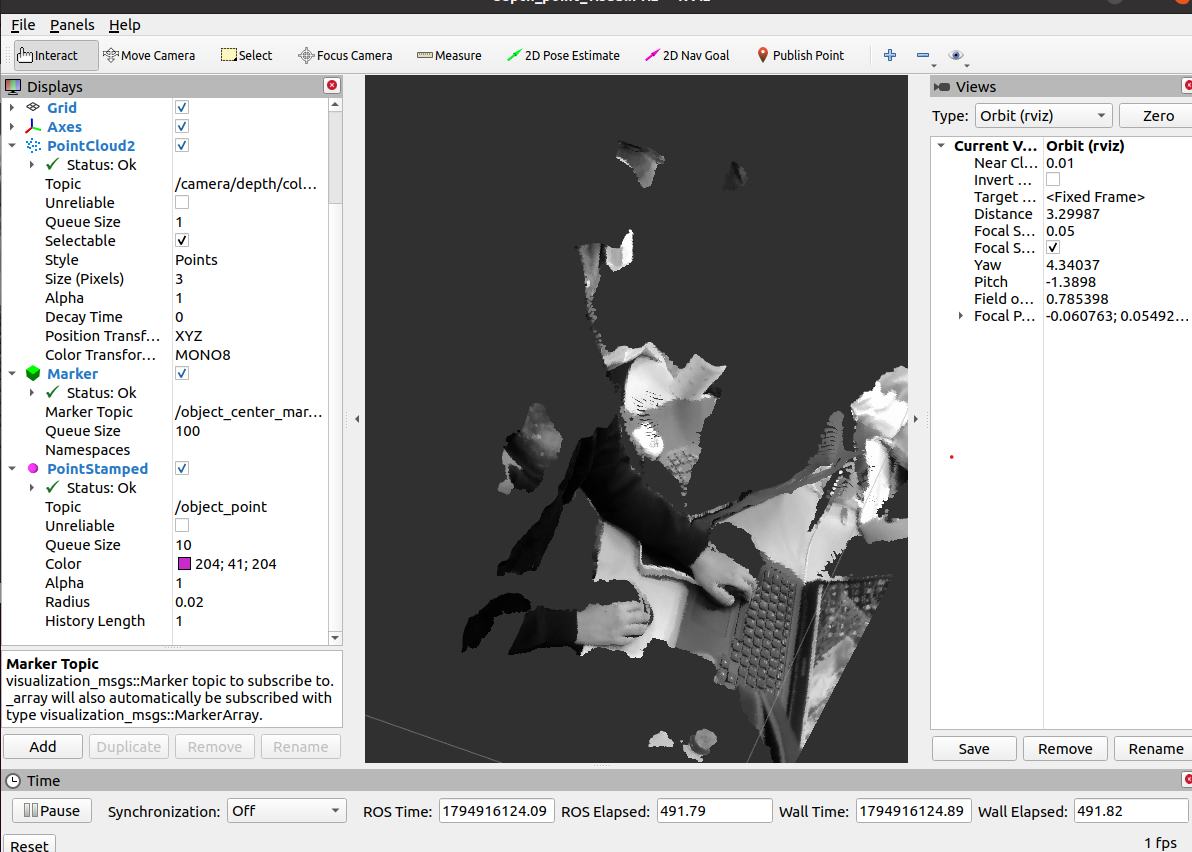 File Panels Help
Interact Move Camera Select Focus Camera Measure 2D Pose Estimate 2D Nav Goal Publish Point
Displays
Grid
Axes
PointCloud2
Status: Ok
Topic /camera/depth/col...
Unreliable
Queue Size 1
Selectable
Style Points
Size (Pixels) 3
Alpha 1
Decay Time 0
Position Transf... XYZ
Color Transfor... MONO8
Marker
Status: Ok
Marker Topic /object_center_mar...
Queue Size 100
Namespaces
PointStamped
Status: Ok
Topic /object_point
Unreliable
Queue Size 10
Color 204; 41; 204
Alpha 1
Radius 0.02
History Length 1
Marker Topic
visualization_msgs::Marker topic to subscribe to.
_array will also automatically be subscribed with
type visualization_msgs::MarkerArray.
Add Duplicate Remove Rename
Views
Type: Orbit (rviz) Zero
Current V... Orbit (rviz)
Near Cl... 0.01
Invert ...
Target ... <Fixed Frame>
Distance 3.29987
Focal S... 0.05
Focal S...
Yaw 4.34037
Pitch -1.3898
Field o... 0.785398
Focal P... -0.060763; 0.05492...
Save Remove Rename
Time
Pause Synchronization: Off ROS Time: 1794916124.09 ROS Elapsed: 491.79 Wall Time: 1794916124.89 Wall Elapsed: 491.82
Reset 1 fps